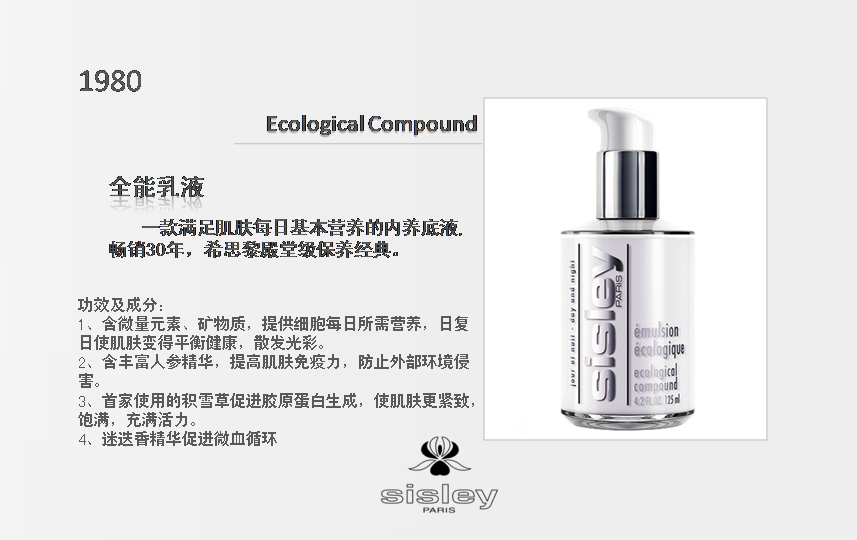 1980
Ecological Compound
全能乳液
一款满足肌肤每日基本营养的内养底液,
畅销30年，希思黎殿堂级保养经典。
功效及成分：
1、含微量元素、矿物质，提供细胞每日所需营养，日复
日使肌肤变得平衡健康，散发光彩。
2、含丰富人参精华，提高肌肤免疫力，防止外部环境侵
害。
3、首家使用的积雪草促进胶原蛋白生成，使肌肤更紧致，
饱满，充满活力。
4、迷迭香精华促进微血循环
jour et nuit - day and night
sisley
PARIS
émulsion
écologique
ecological
compound
4.2 FL.OZ. 125 ml
sisley
PARIS